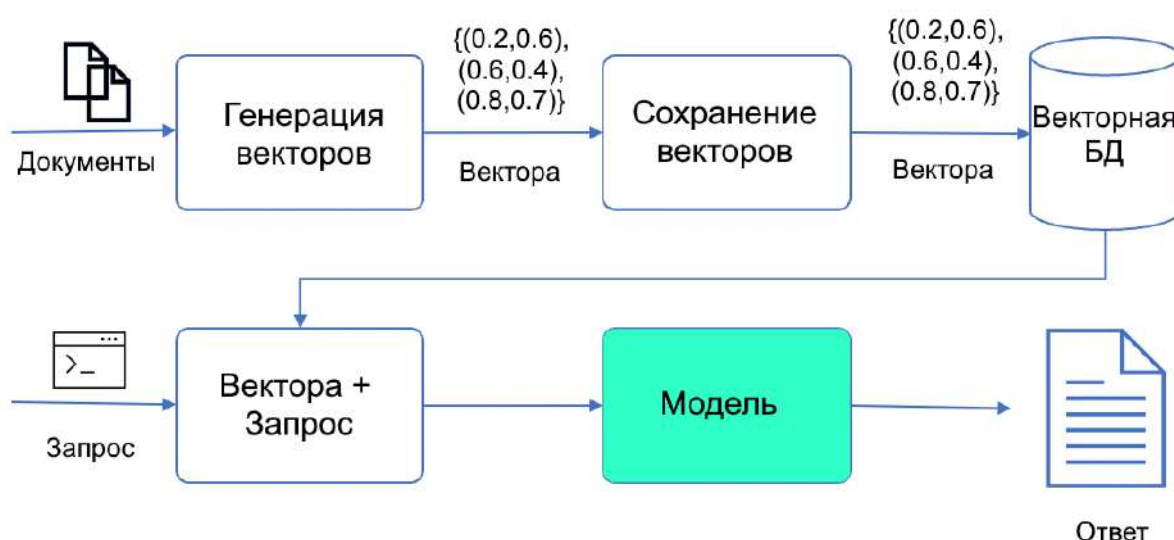 {(0.2,0.6),
(0.6,0.4),
(0.8,0.7)}
{(0.2,0.6),
(0.6,0.4),
(0.8,0.7)}
Документы
Генерация
векторов
Вектора
Сохранение
векторов
Вектора
Векторная
БД
>_
Запрос
Вектора +
Запрос
Модель
Ответ